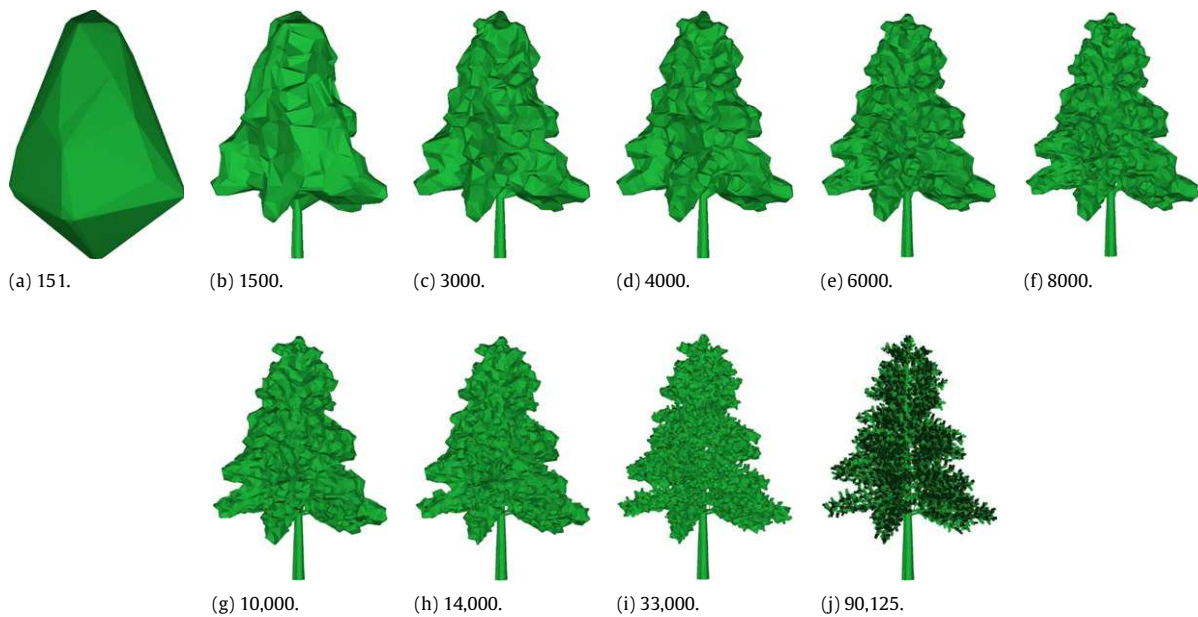 (a) 151.
(b) 1500.
(c) 3000.
(d) 4000.
(e) 6000.
(f) 8000.
(g) 10,000.
(h) 14,000.
(i) 33,000.
(j) 90,125.